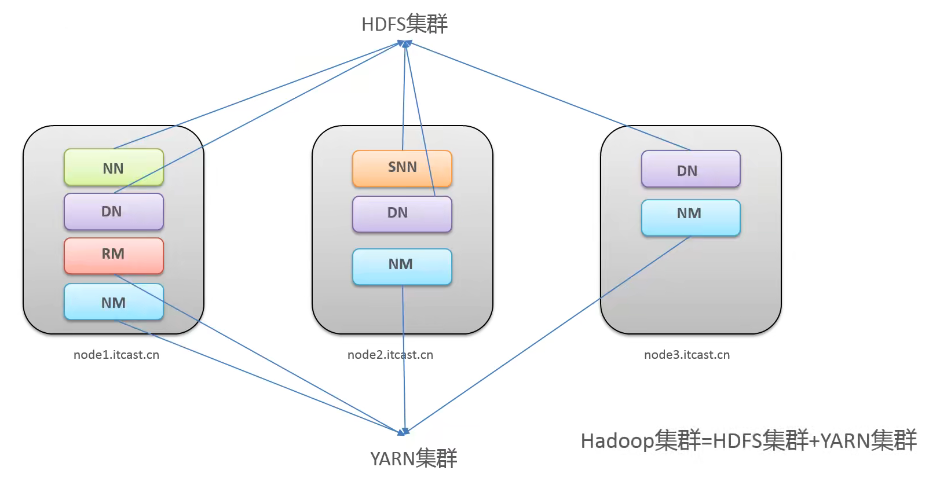 HDFS集群
NN
DN
RM
NM
node1.itcast.cn
SNN
DN
NM
node2.itcast.cn
DN
NM
node3.itcast.cn
YARN集群
Hadoop集群=HDFS集群+YARN集群